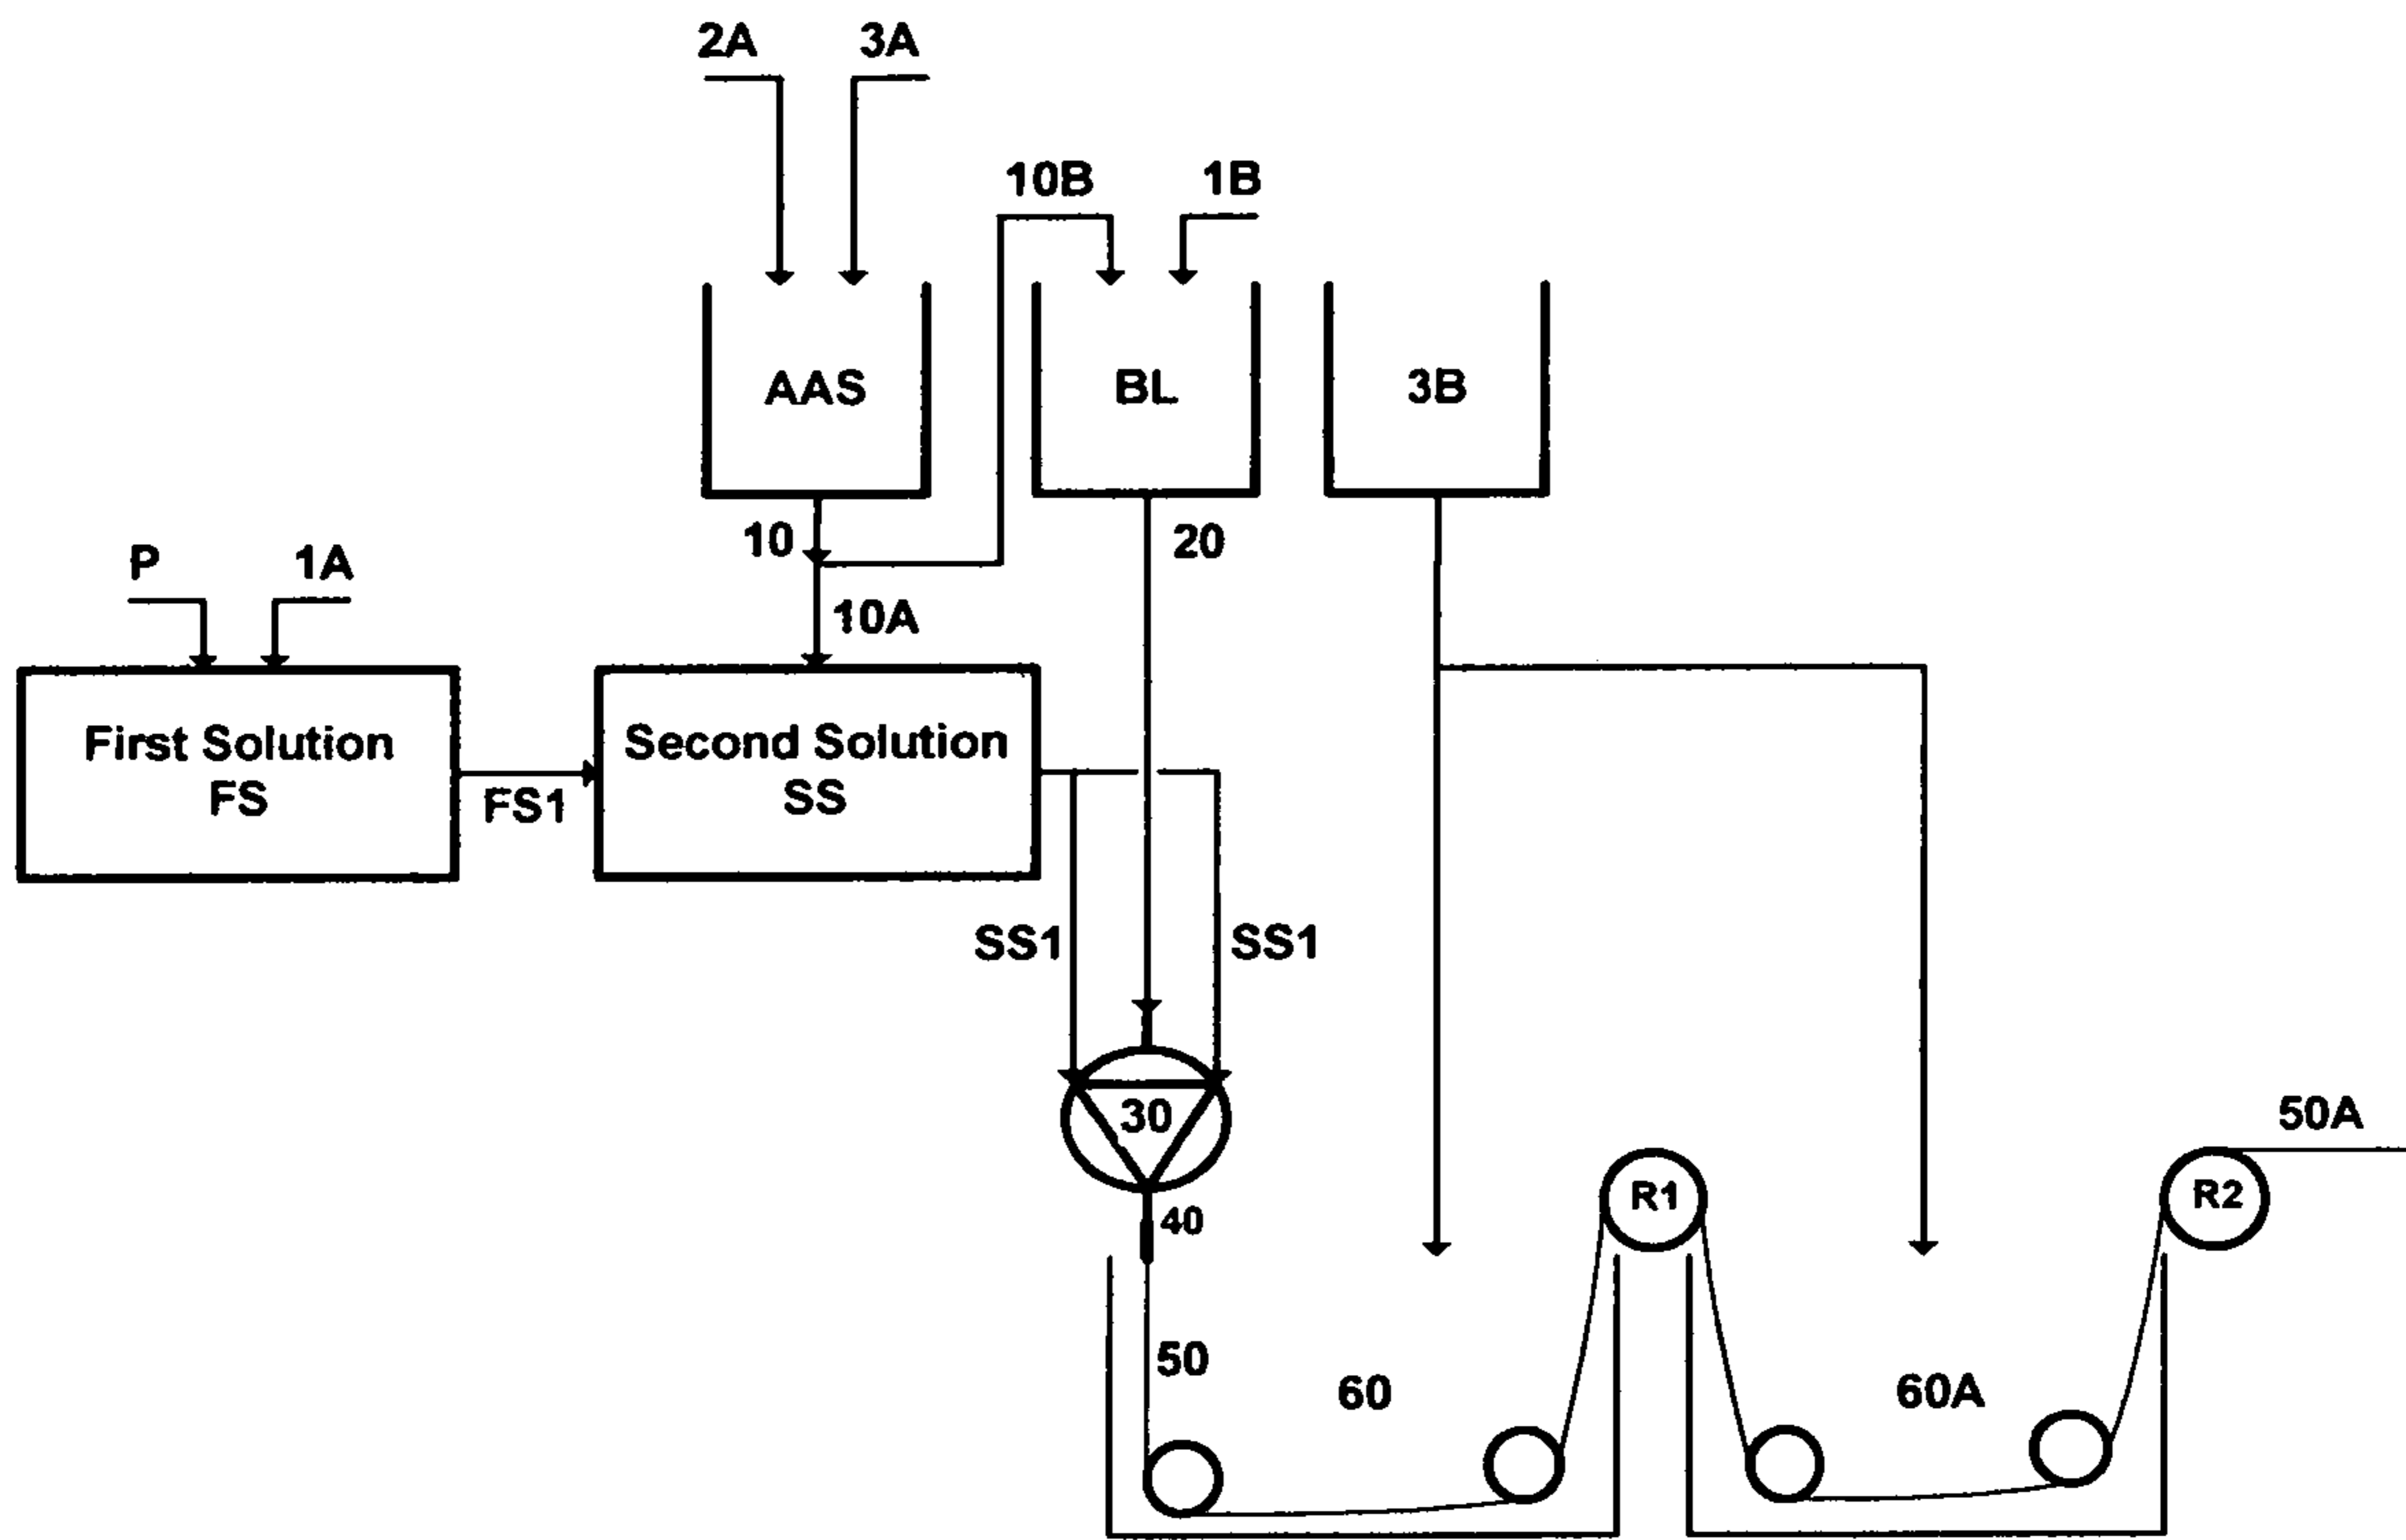 2A 3A
10B 1B
AAS BL 3B
10 20
P 1A
10A
First Solution
FS
FS1
Second Solution
SS
SS1 SS1
30
40
50A
R1 R2
50 60 60A